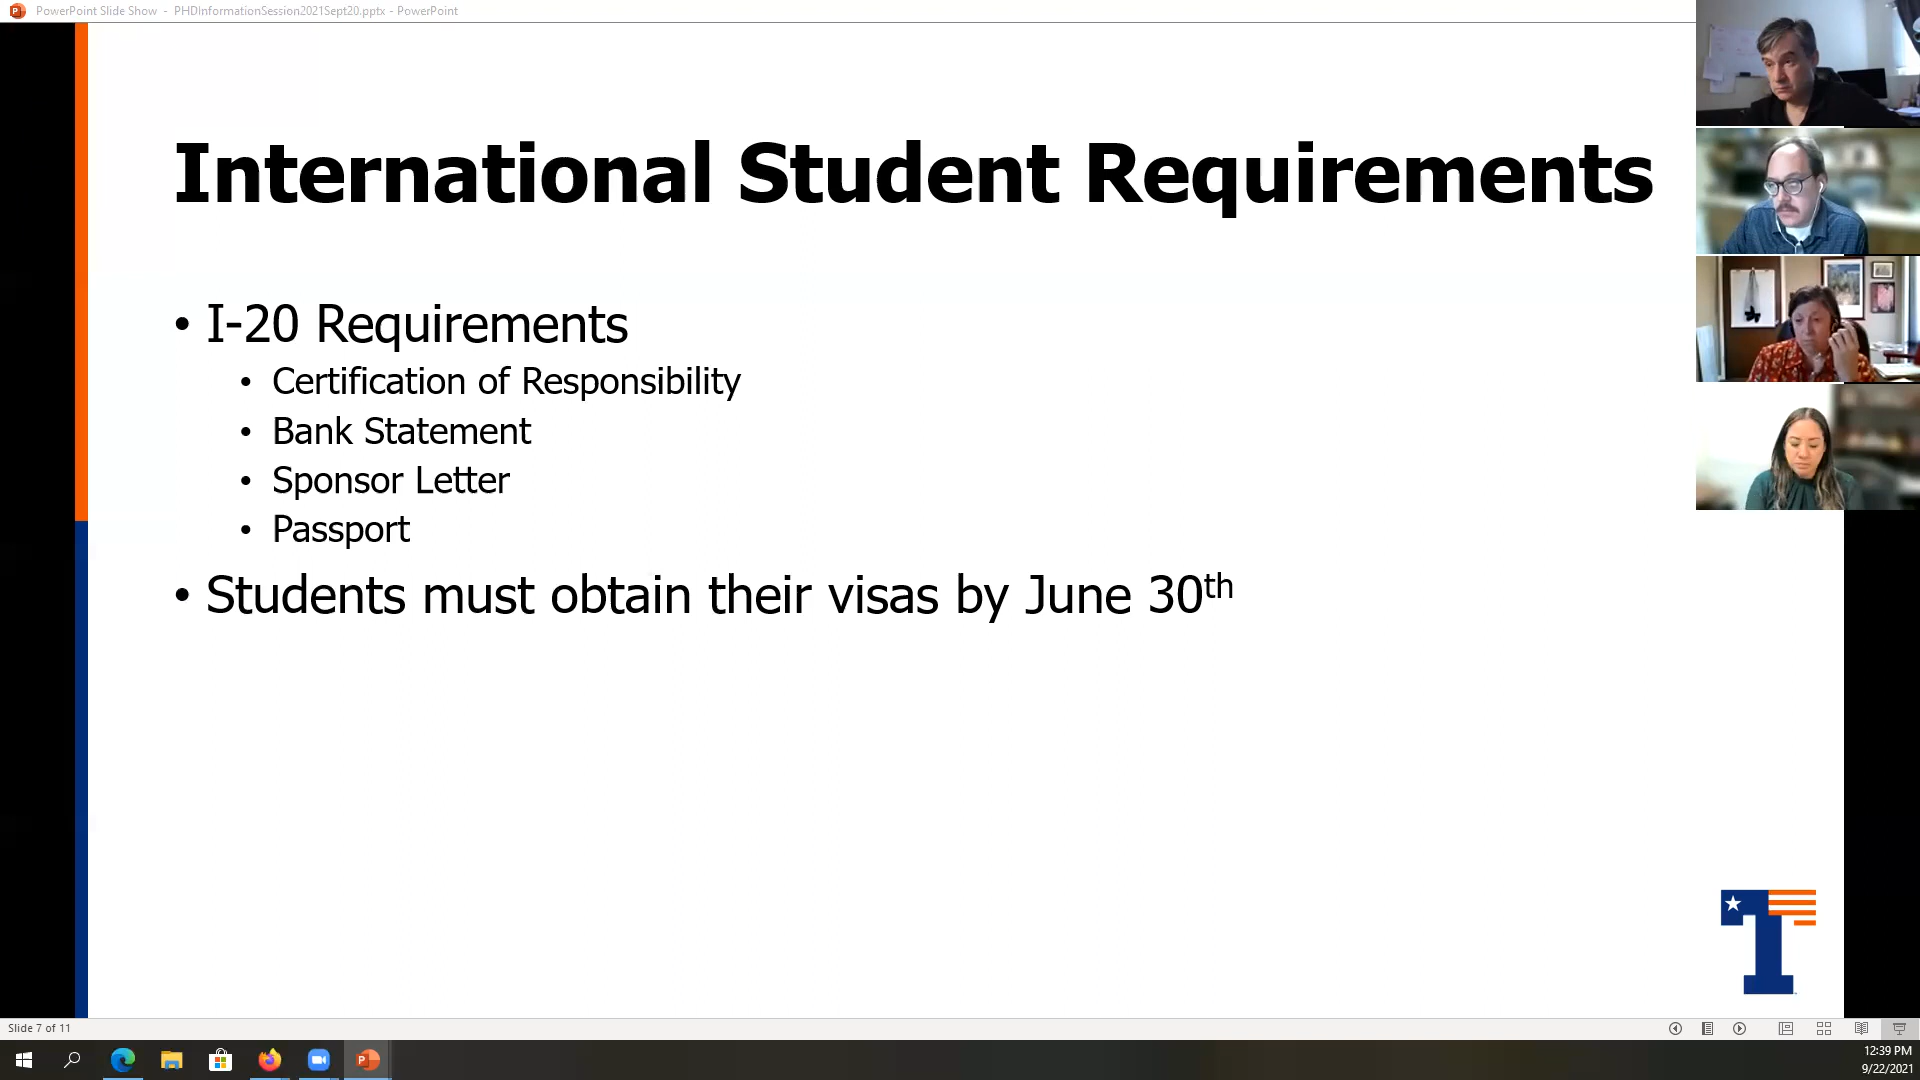 PowerPoint Slide Show - PHDInformationSession2021Sept20.pptx - PowerPoint
International Student Requirements
• I-20 Requirements
• Certification of Responsibility
• Bank Statement
• Sponsor Letter
• Passport
• Students must obtain their visas by June 30th
Slide 7 of 11
12:39 PM
9/22/2021